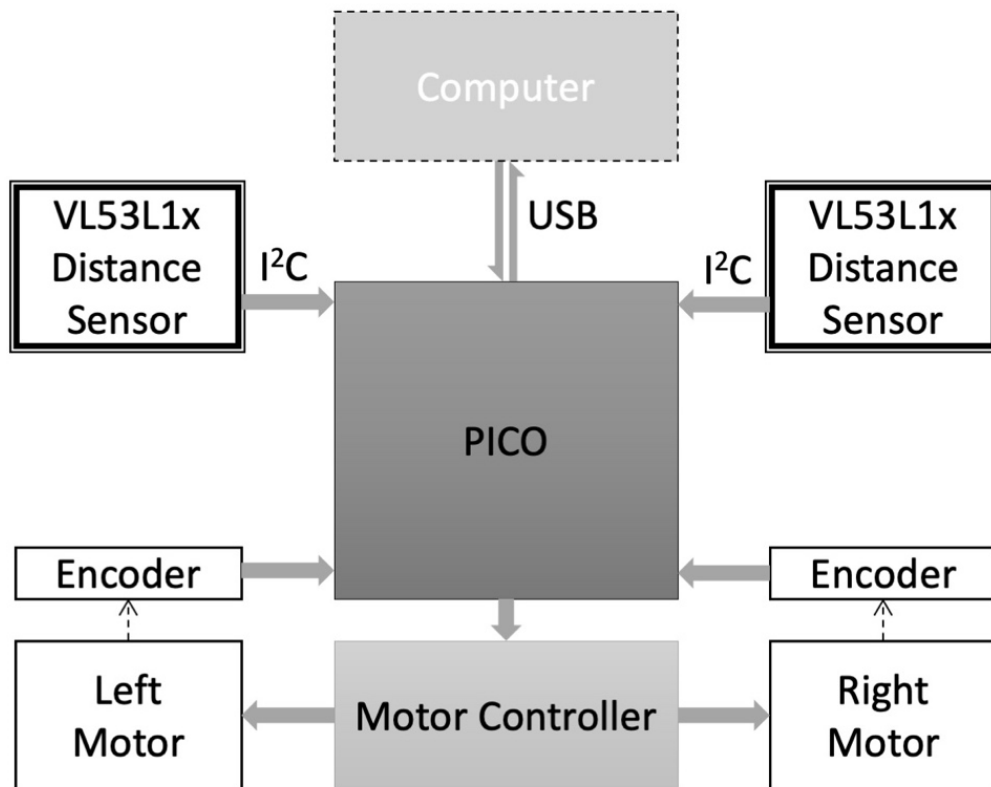 Computer
VL53L1x
Distance
Sensor
I²C
USB
I²C
VL53L1x
Distance
Sensor
PICO
Encoder
Encoder
Left
Motor
Motor Controller
Right
Motor